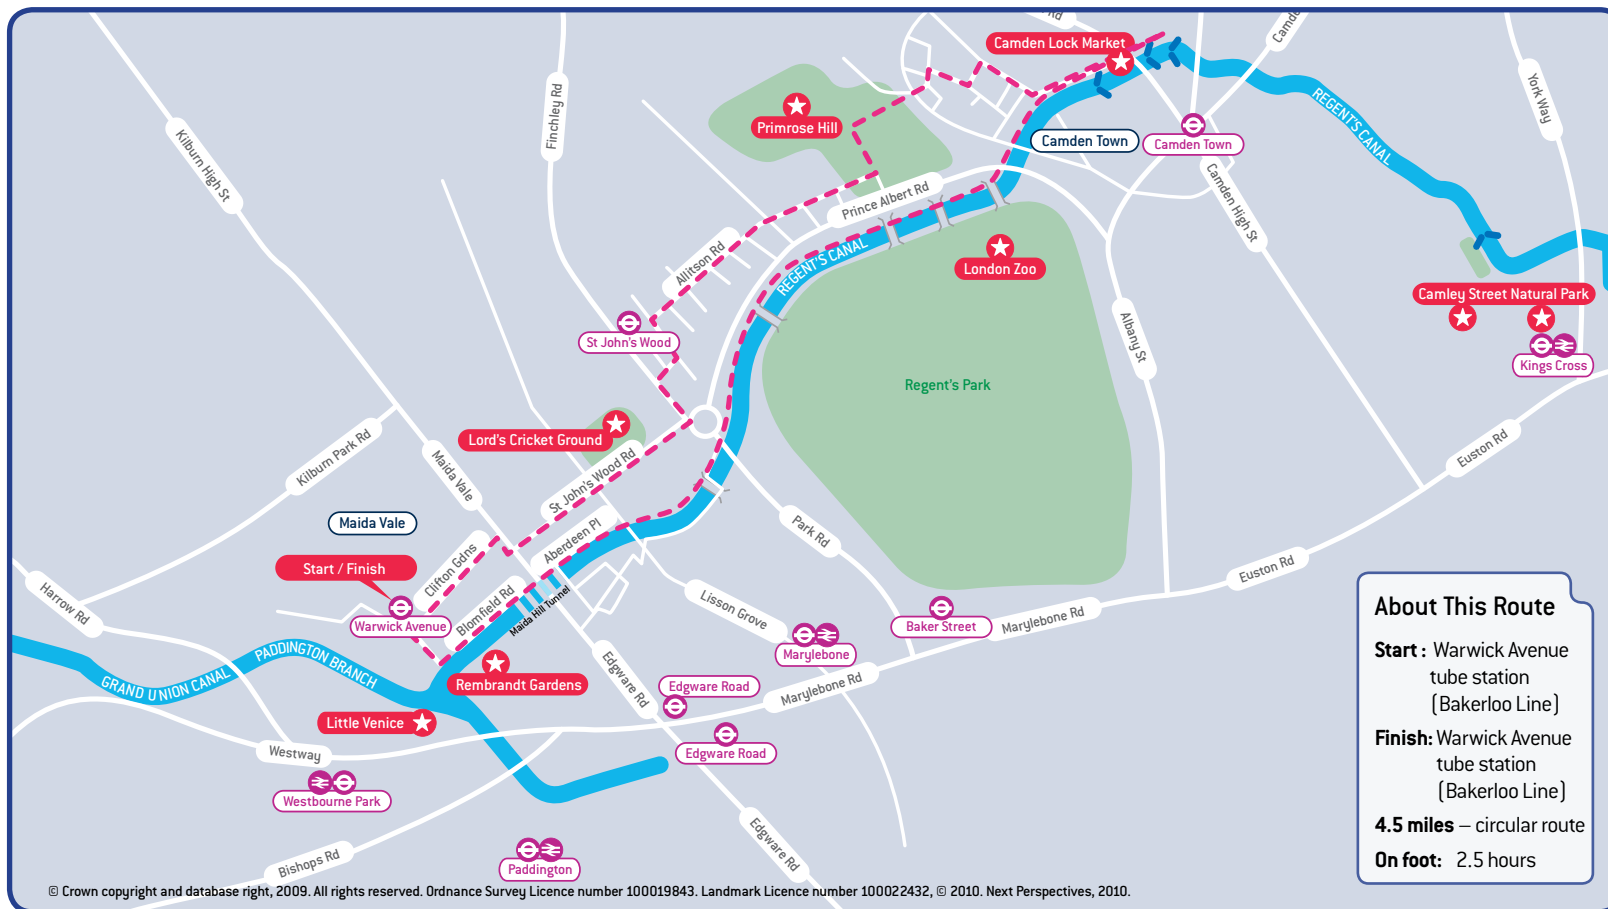 Rd
Camden Lock Market
Primrose Hill
Camden Town
Camden Town
York Way
REGENT'S CANAL
Finchley Rd
Kilburn High St
Prince Albert Rd
Camden High St
Allitson Rd
REGENT'S CANAL
London Zoo
Camley Street Natural Park
St John's Wood
Albany St
Kings Cross
Regent's Park
Lord's Cricket Ground
Kilburn Park Rd
Maida Vale
St John's Wood Rd
Euston Rd
Maida Vale
Aberdeen Pl
Park Rd
Start / Finish
Clifton Gdns
Euston Rd
Harrow Rd
Blomfield Rd
Maida Hill Tunnel
Lisson Grove
Warwick Avenue
Baker Street
Marylebone Rd
Marylebone
GRAND UNION CANAL
PADDINGTON BRANCH
Rembrandt Gardens
Edgware Rd
Edgware Road
Marylebone Rd
Little Venice
Westway
Edgware Road
Westbourne Park
Bishops Rd
Paddington
Edgware Rd
About This Route
Start : Warwick Avenue
tube station
(Bakerloo Line)
Finish: Warwick Avenue
tube station
(Bakerloo Line)
4.5 miles – circular route
On foot: 2.5 hours
© Crown copyright and database right, 2009. All rights reserved. Ordnance Survey Licence number 100019843. Landmark Licence number 100022432, © 2010. Next Perspectives, 2010.